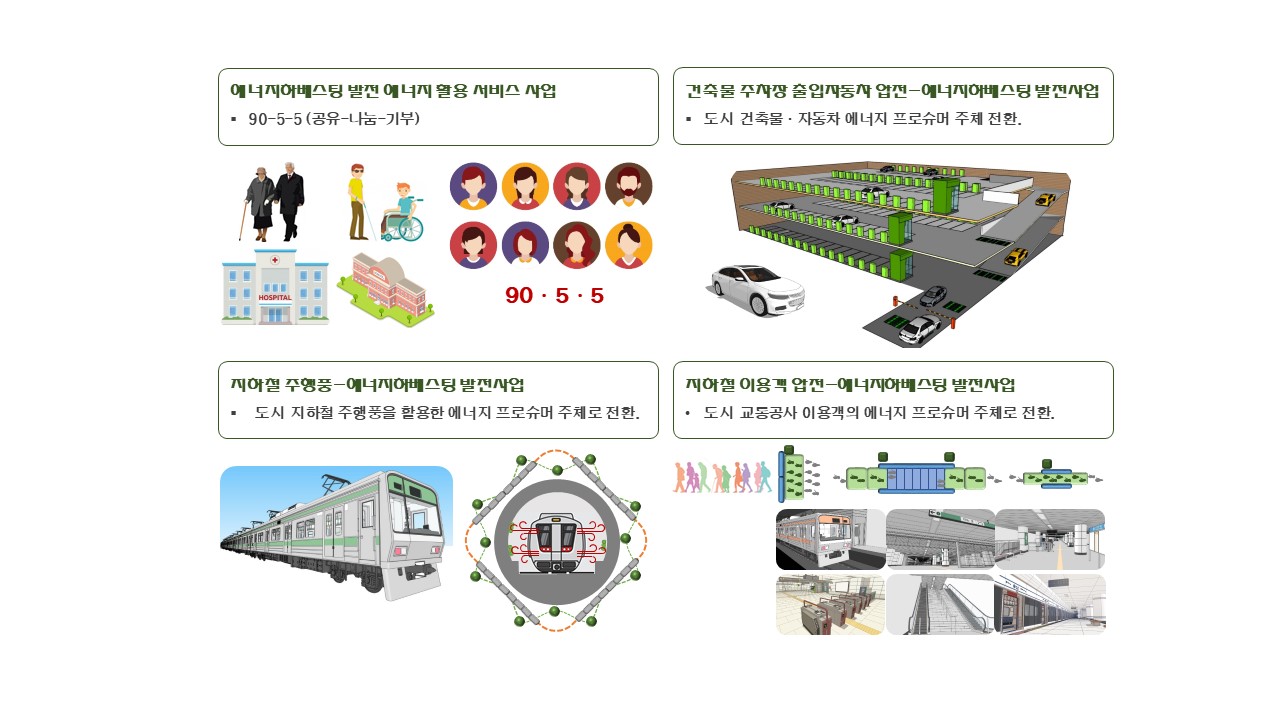 에너지하베스팅 발전 에너지 활용 서비스 사업
▪ 90-5-5 (공유-나눔-기부)
HOSPITAL
90 · 5 · 5
건축물 주차장 출입자동차 압전-에너지하베스팅 발전사업
▪ 도시 건축물 · 자동차 에너지 프로슈머 주체 전환.
지하철 주행풍-에너지하베스팅 발전사업
▪ 도시 지하철 주행풍을 활용한 에너지 프로슈머 주체로 전환.
지하철 이용객 압전-에너지하베스팅 발전사업
• 도시 교통공사 이용객의 에너지 프로슈머 주체로 전환.